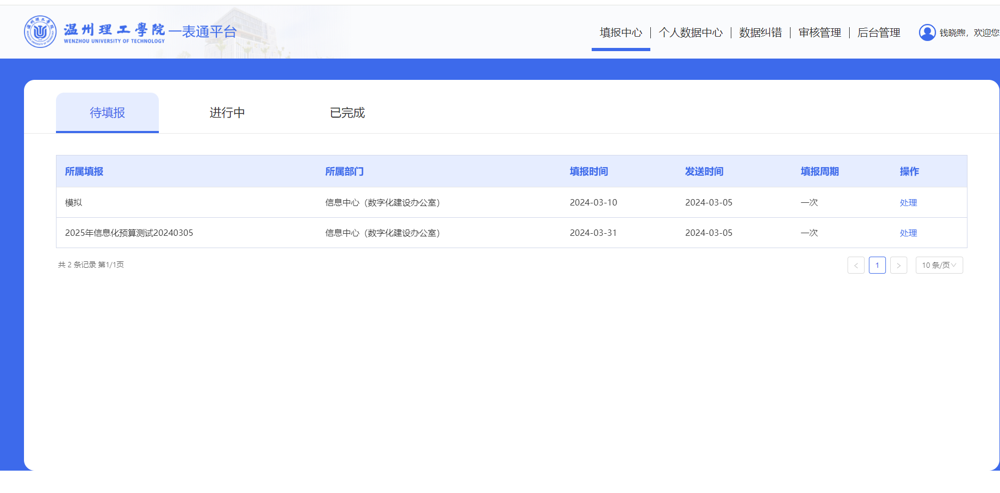 温州理工學院 一表通平台
WENZHOU UNIVERSITY OF TECHNOLOGY
填报中心 个人数据中心 数据纠错 审核管理 后台管理 钱晓煦，欢迎您
待填报 进行中 已完成
所属填报 所属部门 填报时间 发送时间 填报周期 操作
模拟 信息中心（数字化建设办公室） 2024-03-10 2024-03-05 一次 处理
2025年信息化预算测试20240305 信息中心（数字化建设办公室） 2024-03-31 2024-03-05 一次 处理
共 2 条记录 第1/1页 < 1 > 10 条/页